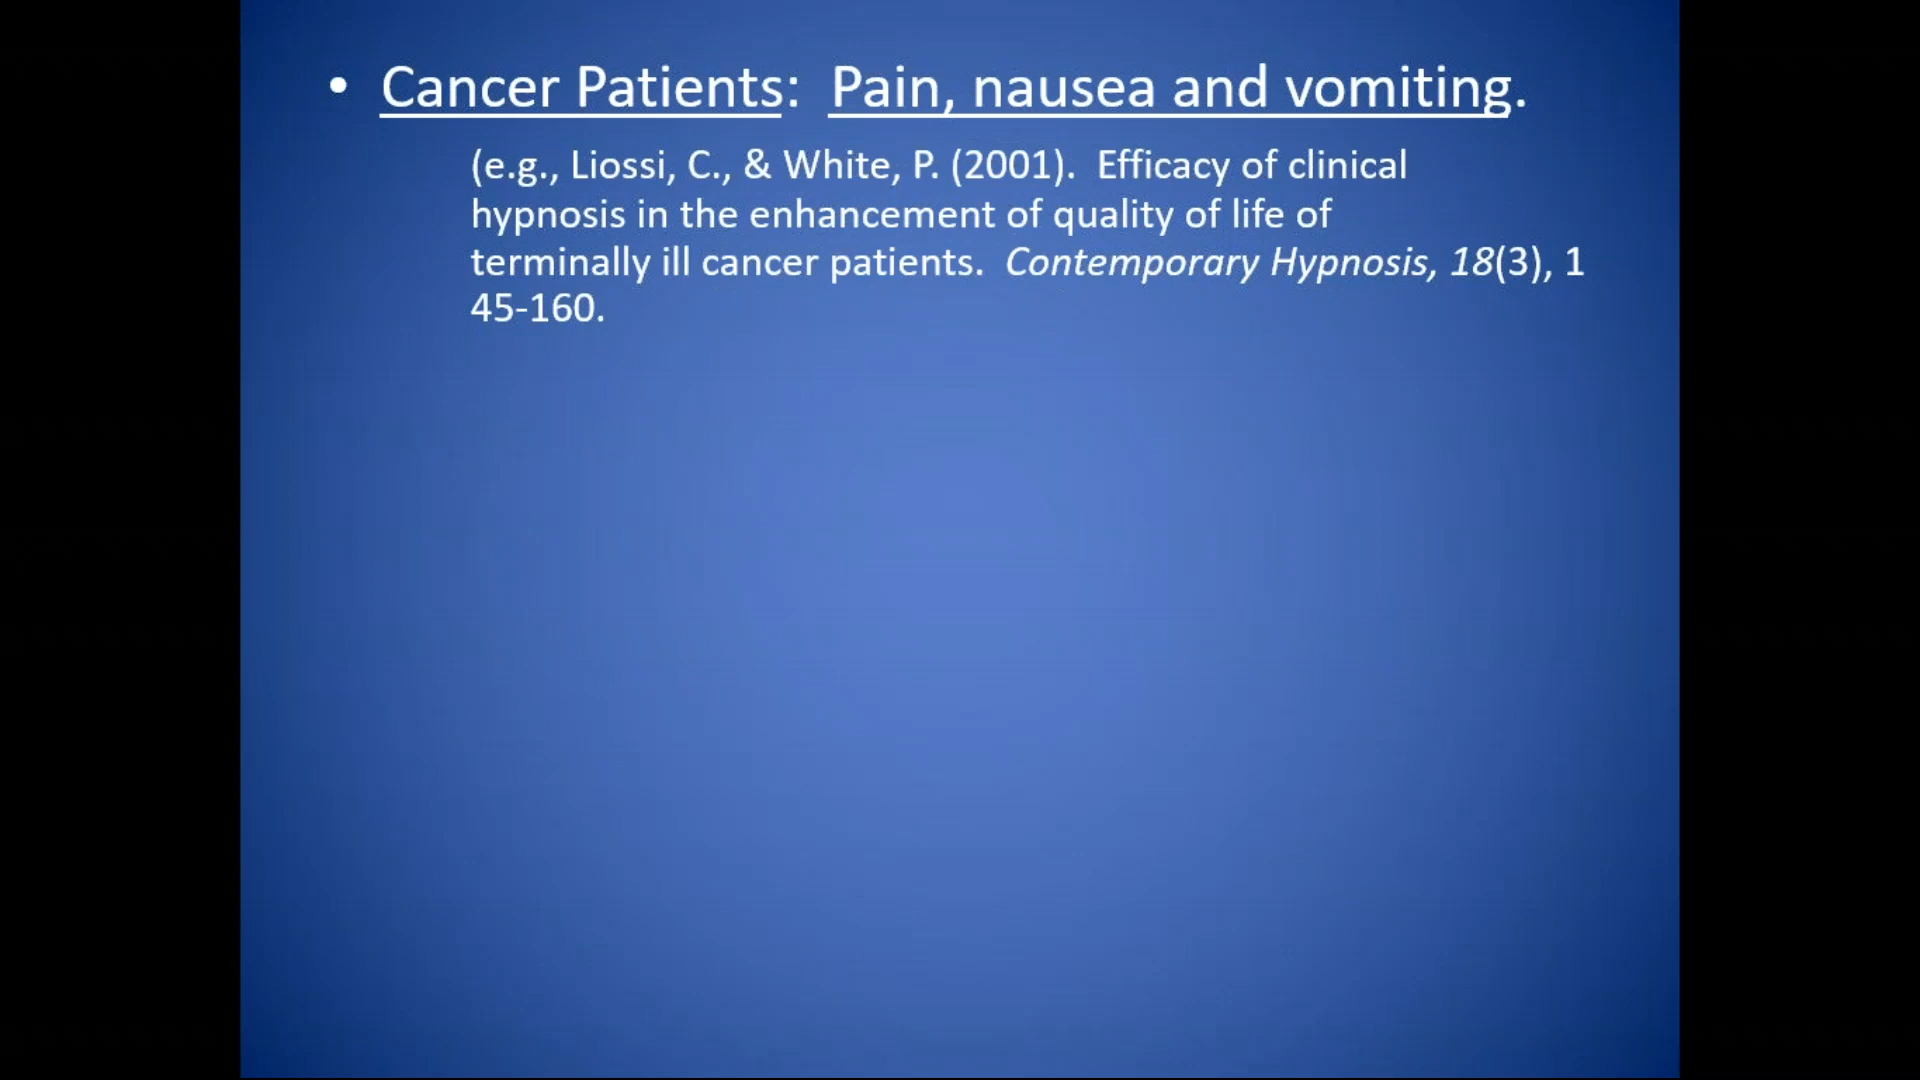 • Cancer Patients:  Pain, nausea and vomiting.
(e.g., Liossi, C., & White, P. (2001).  Efficacy of clinical
hypnosis in the enhancement of quality of life of
terminally ill cancer patients.  Contemporary Hypnosis, 18(3), 1
45-160.